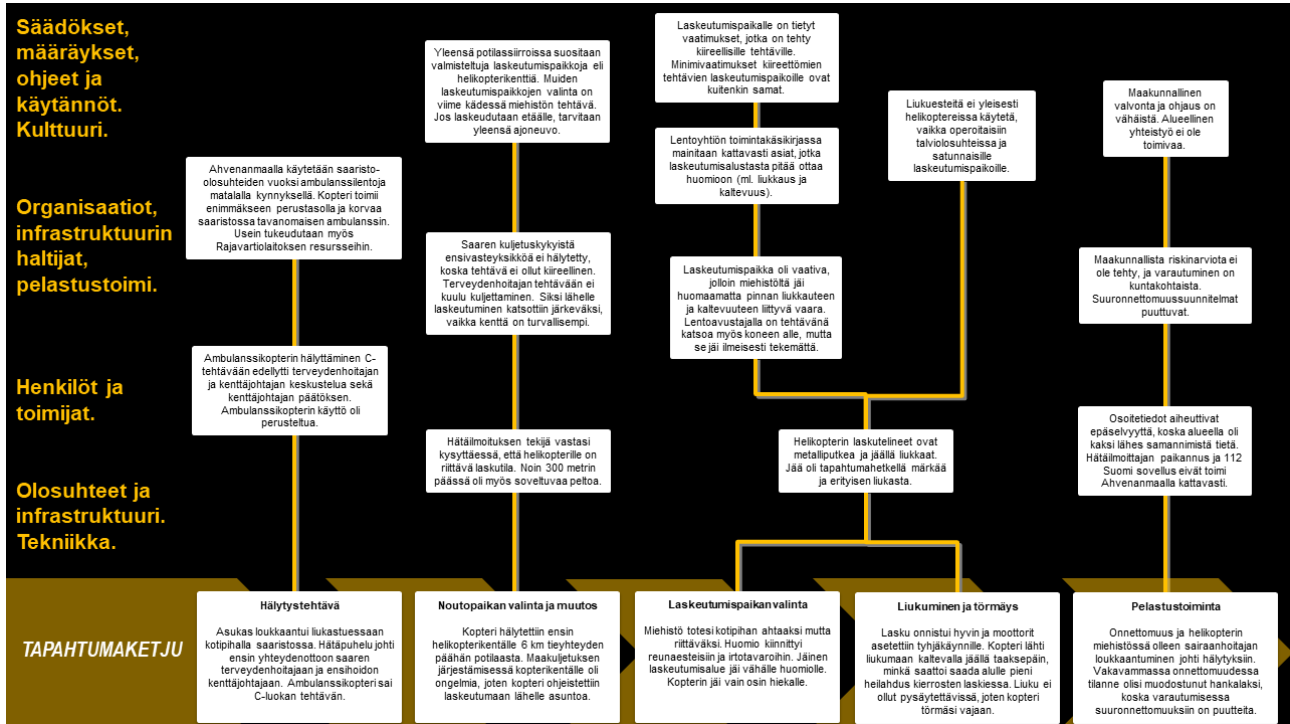 Säädökset,
määräykset,
ohjeet ja
käytännöt.
Kulttuuri.
Organisaatiot,
infrastruktuurin
haltijat,
pelastustoimi.
Henkilöt ja
toimijat.
Olosuhteet ja
infrastruktuuri.
Tekniikka.
Ahvenanmaalla käytetään saaristo-
olosuhteiden vuoksi ambulanssilentoja
matalalla kynnyksellä. Kopteri toimii
enimmäkseen perustasolla ja korvaa
saaristossa tavanomaisen ambulanssin.
Usein tukeudutaan myös
Rajavartiolaitoksen resursseihin.
Ambulanssikopterin hälyttäminen C-
tehtävään edellytti terveydenhoitajan
ja kenttäjohtajan keskustelua sekä
kenttäjohtajan päätöksen.
Ambulanssikopterin käyttö oli
perusteltua.
Yleensä potilassiirroissa suositaan
valmisteltuja laskeutumispaikkoja eli
helikopterikenttiä. Muiden
laskeutumispaikkojen valinta on
viime kädessä miehistön tehtävä.
Jos laskeudutaan etäälle, tarvitaan
yleensä ajoneuvo.
Saaren kuljetuskykyistä
ensivasteyksikköä ei hälytetty,
koska tehtävä ei ollut kiireellinen.
Terveydenhoitajan tehtävään ei
kuulu kuljettaminen. Siksi lähelle
laskeutuminen katsottiin järkeväksi,
vaikka kenttä on turvallisempi.
Hätäilmoituksen tekijä vastasi
kysyttäessä, että helikopterille on
riittävä laskutila. Noin 300 metrin
päässä oli myös soveltuvaa peltoa.
Laskeutumispaikalle on tietyt
vaatimukset, jotka on tehty
kiireellisille tehtäville.
Minimivaatimukset kiireettömien
tehtävien laskeutumispaikoille ovat
kuitenkin samat.
Lentoyhtiön toimintakäsikirjassa
mainitaan kattavasti asiat, jotka
laskeutumisalustasta pitää ottaa
huomioon (ml. liukkaus ja
kaltevuus).
Laskeutumispaikka oli vaativa,
jolloin miehistöltä jäi
huomaamatta pinnan liukkauteen
ja kaltevuuteen liittyvä vaara.
Lentoavustajalla on tehtävänä
katsoa myös koneen alle, mutta
se jäi ilmeisesti tekemättä.
Liukuesteitä ei yleisesti
helikoptereissa käytetä,
vaikka operoitaisiin
talviolosuhteissa ja
satunnaisille
laskeutumispaikoille.
Helikopterin laskutelineet ovat
metalliputkea ja jäällä liukkaat.
Jää oli tapahtumahetkellä märkää
ja erityisen liukasta.
Maakunnallinen
valvonta ja ohjaus on
vähäistä. Alueellinen
yhteistyö ei ole
toimivaa.
Maakunnallista riskinarviota ei
ole tehty, ja varautuminen on
kuntakohtaista.
Suuronnettomuussuunnitelmat
puuttuvat.
Osoitetiedot aiheuttivat
epäselvyyttä, koska alueella oli
kaksi lähes samannimistä tietä.
Hätäilmoittajan paikannus ja 112
Suomi sovellus eivät toimi
Ahvenanmaalla kattavasti.
TAPAHTUMAKETJU
Hälytystehtävä
Asukas loukkaantui liukastuessaan
kotipihalla saaristossa. Hätäpuhelu johti
ensin yhteydenottoon saaren
terveydenhoitajaan ja ensihoidon
kenttäjohtajaan. Ambulanssikopteri sai
C-luokan tehtävän.
Noutopaikan valinta ja muutos
Kopteri hälytettiin ensin
helikopterikentälle 6 km tieyhteyden
päähän potilaasta. Maakuljetuksen
järjestämisessä kopterikentälle oli
ongelmia, joten kopteri ohjeistettiin
laskeutumaan lähelle asuntoa.
Laskeutumispaikan valinta
Miehistö totesi kotipihan ahtaaksi mutta
riittäväksi. Huomio kiinnittyi
reunaesteisiin ja irtotavaroihin. Jäinen
laskeutumisalue jäi vähälle huomiolle.
Kopterin jäi vain osin hiekalle.
Liukuminen ja törmäys
Lasku onnistui hyvin ja moottorit
asetettiin tyhjäkäynnille. Kopteri lähti
liukumaan kaltevalla jäällä taaksepäin,
minkä saattoi saada alulle pieni
heilahdus kierrosten laskiessa. Liuku ei
ollut pysäytettävissä, joten kopteri
törmäsi vajaan.
Pelastustoiminta
Onnettomuus ja helikopterin
miehistössä olleen sairaanhoitajan
loukkaantuminen johti hälytyksiin.
Vakavammassa onnettomuudessa
tilanne olisi muodostunut hankalaksi,
koska varautumisessa
suuronnettomuuksiin on puutteita.